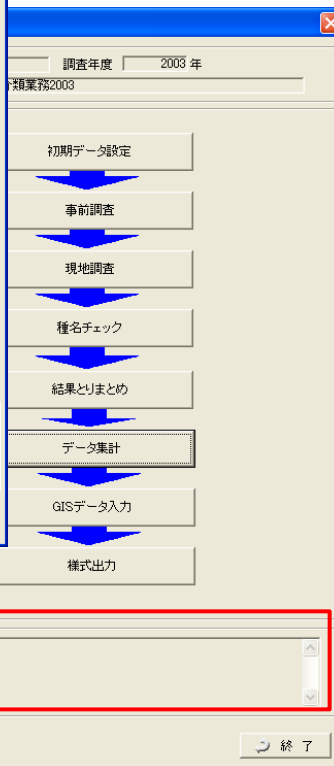 調査年度 2003 年
類業務2003
初期データ設定
事前調査
現地調査
種名チェック
結果とりまとめ
データ集計
GISデータ入力
様式出力
終 了